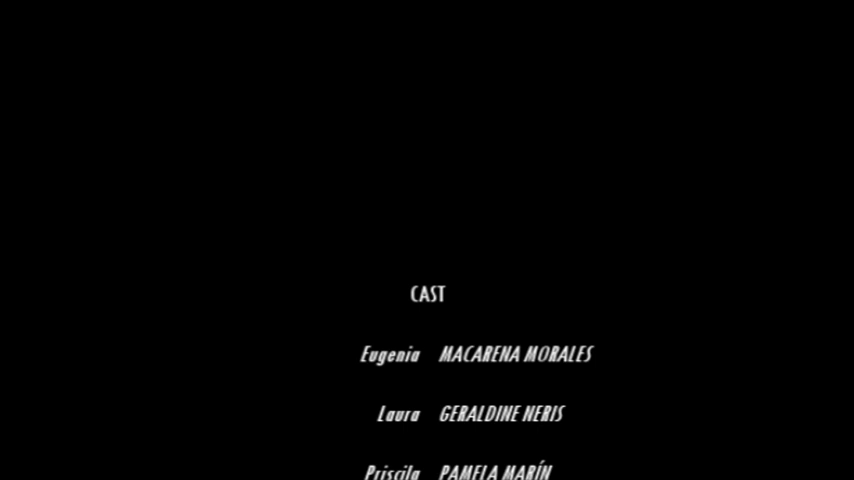 CAST
Eugenia MACARENA MORALES
Laura GERALDINE NERIS
Priscila PAMELA MARÍN